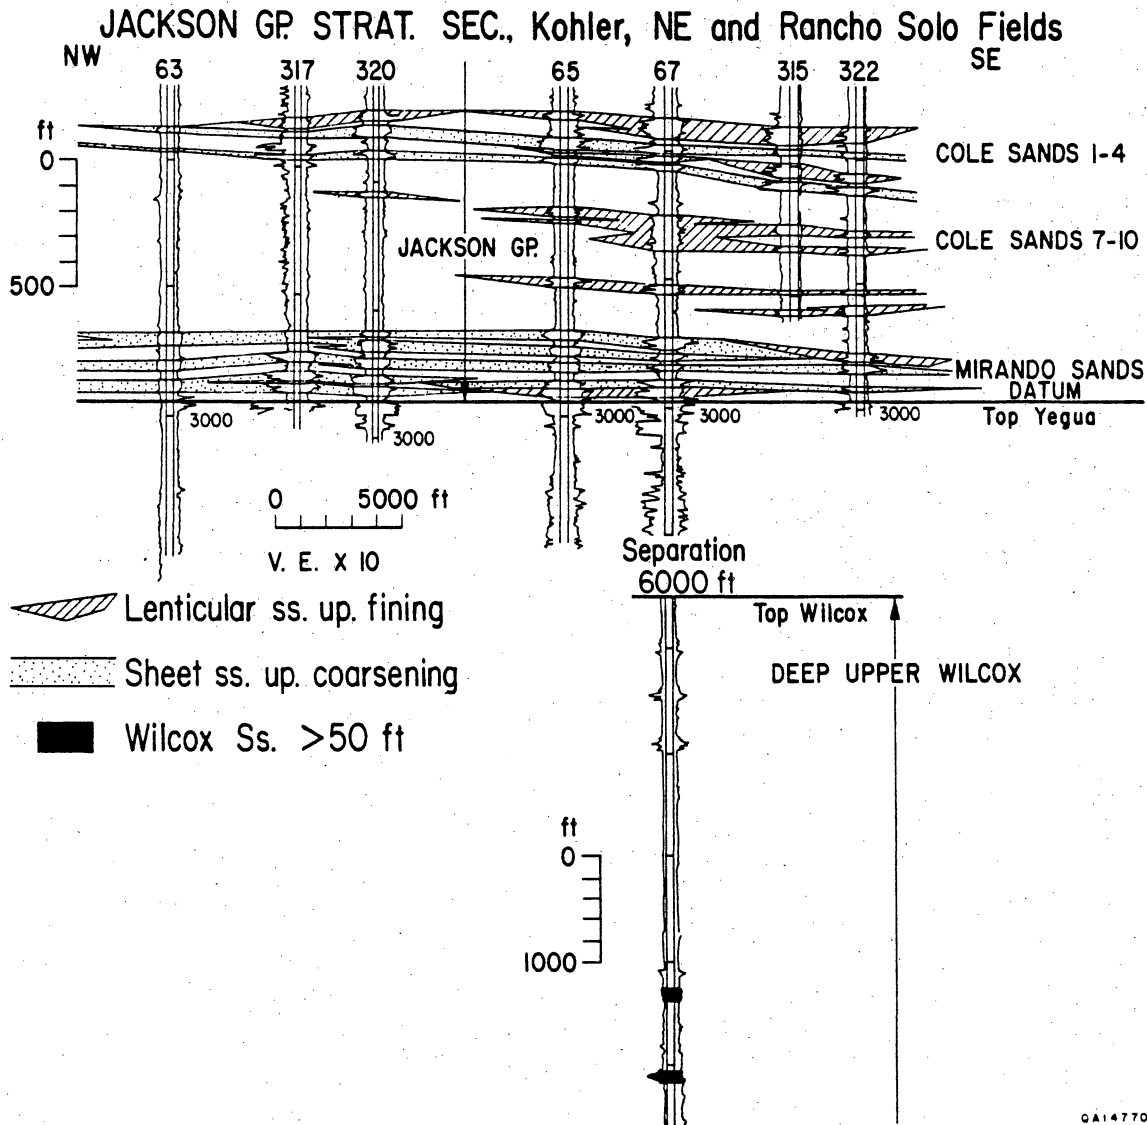 JACKSON GP. STRAT. SEC., Kohler, NE and Rancho Solo Fields
NW SE
63 317 320 65 67 315 322
ft
0
COLE SANDS 1-4
COLE SANDS 7-10
JACKSON GP.
500
MIRANDO SANDS
DATUM
Top Yegua
3000 3000 3000 3000 3000
0 5000 ft
V. E. X 10
Separation
6000 ft
Lenticular ss. up. fining
Top Wilcox
Sheet ss. up. coarsening
DEEP UPPER WILCOX
Wilcox Ss. >50 ft
ft
0
1000
QA14770